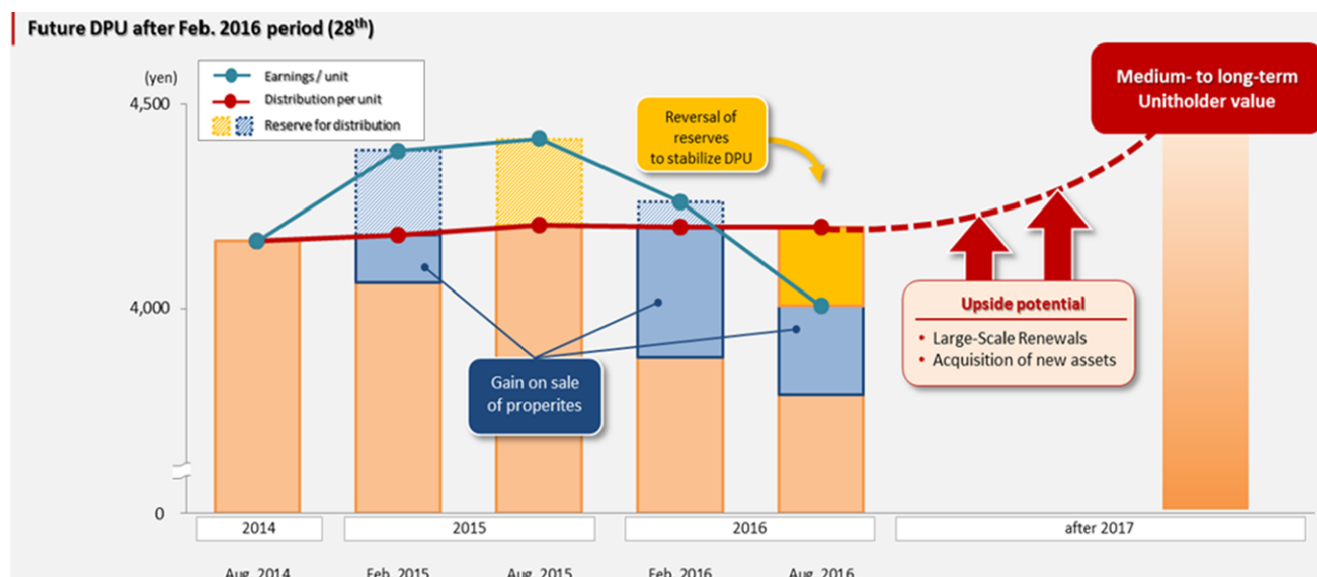 Future DPU after Feb. 2016 period (28th)
(yen)
4,500
4,000
0
Earnings / unit
Distribution per unit
Reserve for distribution
Reversal of
reserves
to stabilize DPU
Medium- to long-term
Unitholder value
Gain on sale
of properites
Upside potential
• Large-Scale Renewals
• Acquisition of new assets
2014
2015
2016
after 2017
Aug. 2014
Feb. 2015
Aug. 2015
Feb. 2016
Aug. 2016